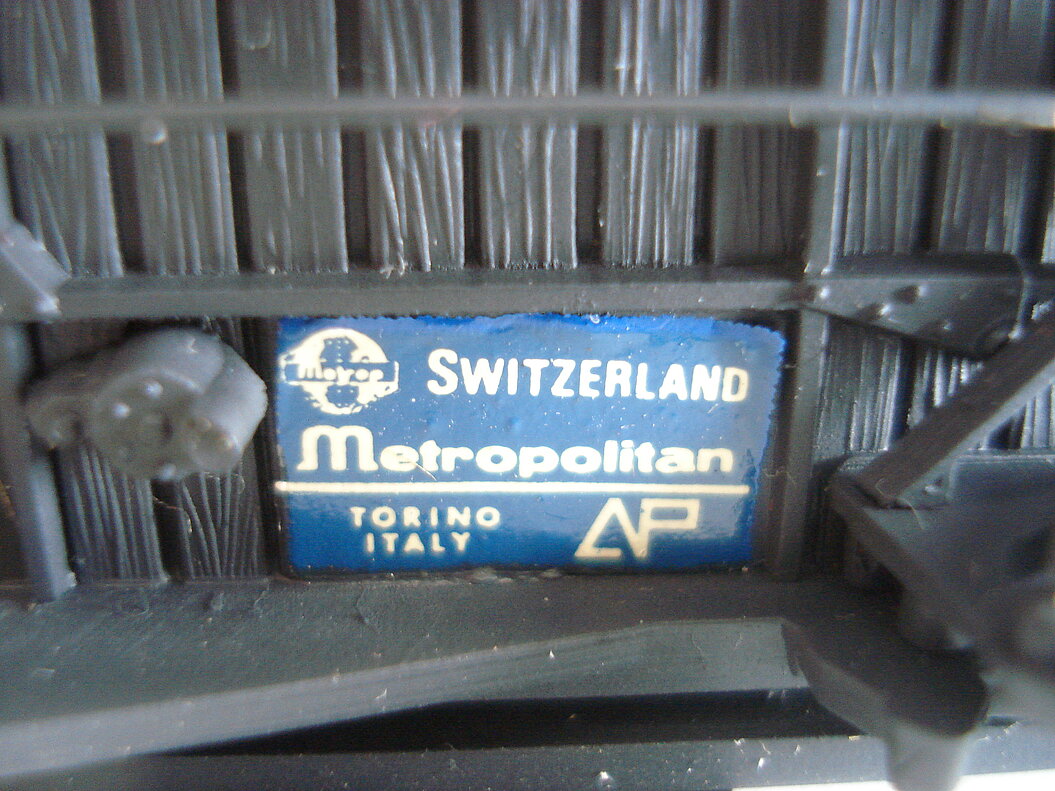 Metrop
SWITZERLAND
Metropolitan
TORINO
ITALY
AP